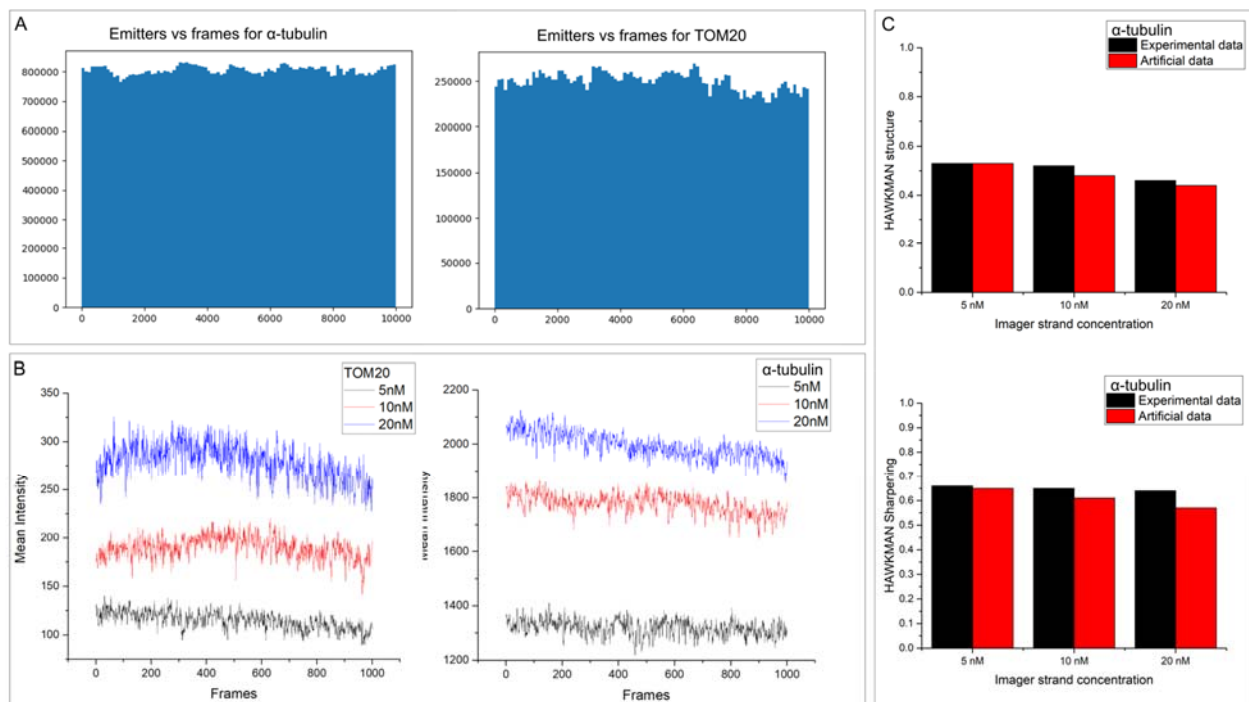 A
Emitters vs frames for α-tubulin
800000
700000
600000
500000
400000
300000
200000
100000
0
0 2000 4000 6000 8000 10000
Emitters vs frames for TOM20
250000
200000
150000
100000
50000
0
0 2000 4000 6000 8000 10000
B
TOM20
5nM
10nM
20nM
Mean Intensity
350
300
250
200
150
100
0 200 400 600 800 1000
Frames
α-tubulin
5nM
10nM
20nM
Mean Intensity
2200
2000
1800
1600
1400
1200
0 200 400 600 800 1000
Frames
C
α-tubulin
Experimental data
Artificial data
HAWKMAN structure
1.0
0.8
0.6
0.4
0.2
0.0
5 nM 10 nM 20 nM
Imager strand concentration
α-tubulin
Experimental data
Artificial data
HAWKMAN Sharpening
1.0
0.9
0.8
0.7
0.6
0.5
0.4
0.3
0.2
0.1
0.0
5 nM 10 nM 20 nM
Imager strand concentration